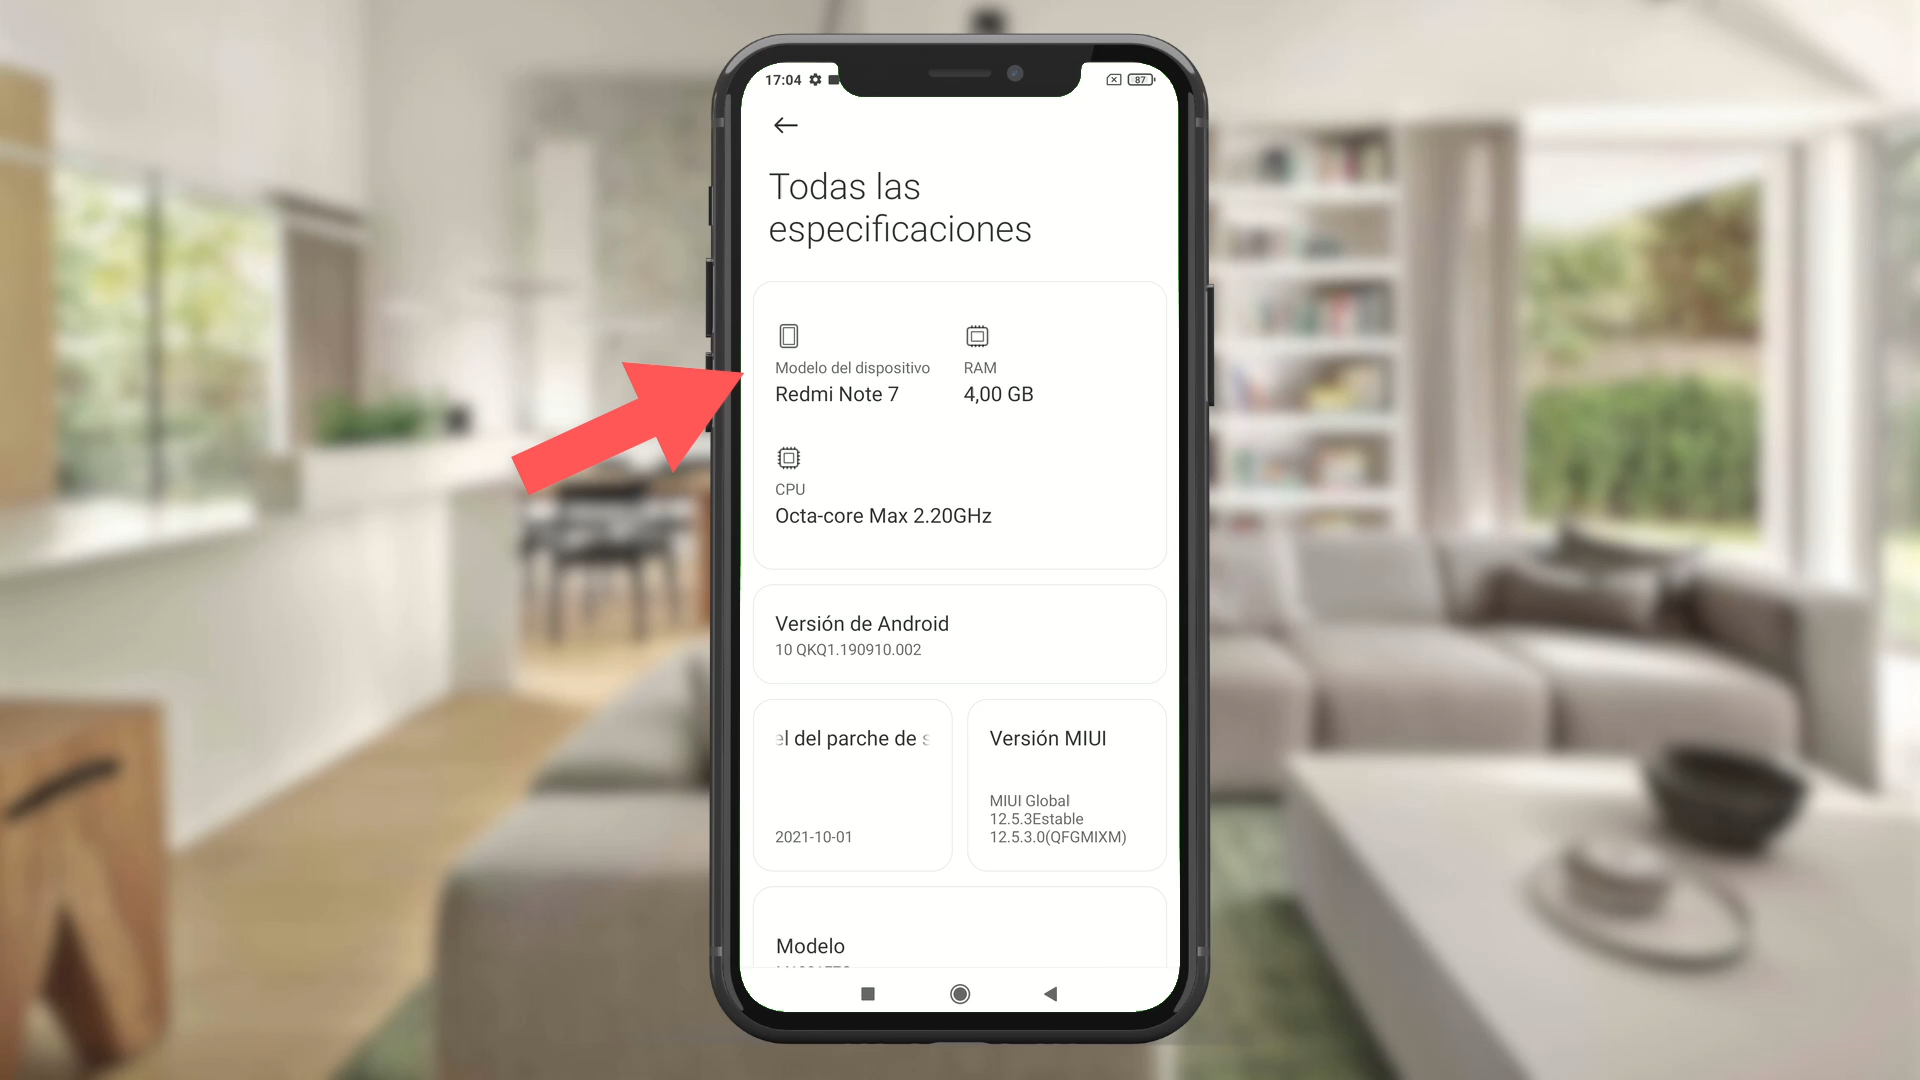 17:04
87
Todas las
especificaciones
Modelo del dispositivo
RAM
Redmi Note 7
4,00 GB
CPU
Octa-core Max 2.20GHz
Versión de Android
10 QKQ1.190910.002
el del parche de
Versión MIUI
2021-10-01
MIUI Global
12.5.3Estable
12.5.3.0(QFGMIXM)
Modelo